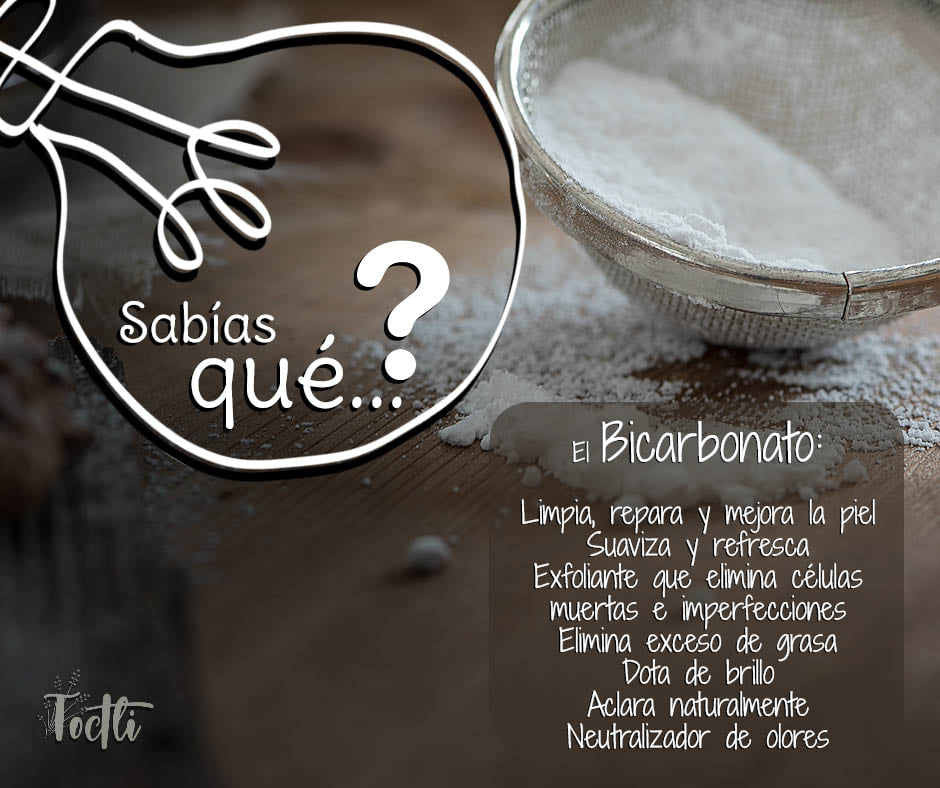 Sabías
qué...?
El Bicarbonato:
Limpia, repara y mejora la piel
Suaviza y refresca
Exfoliante que elimina células
muertas e imperfecciones
Elimina exceso de grasa
Dota de brillo
Aclara naturalmente
Neutralizador de olores